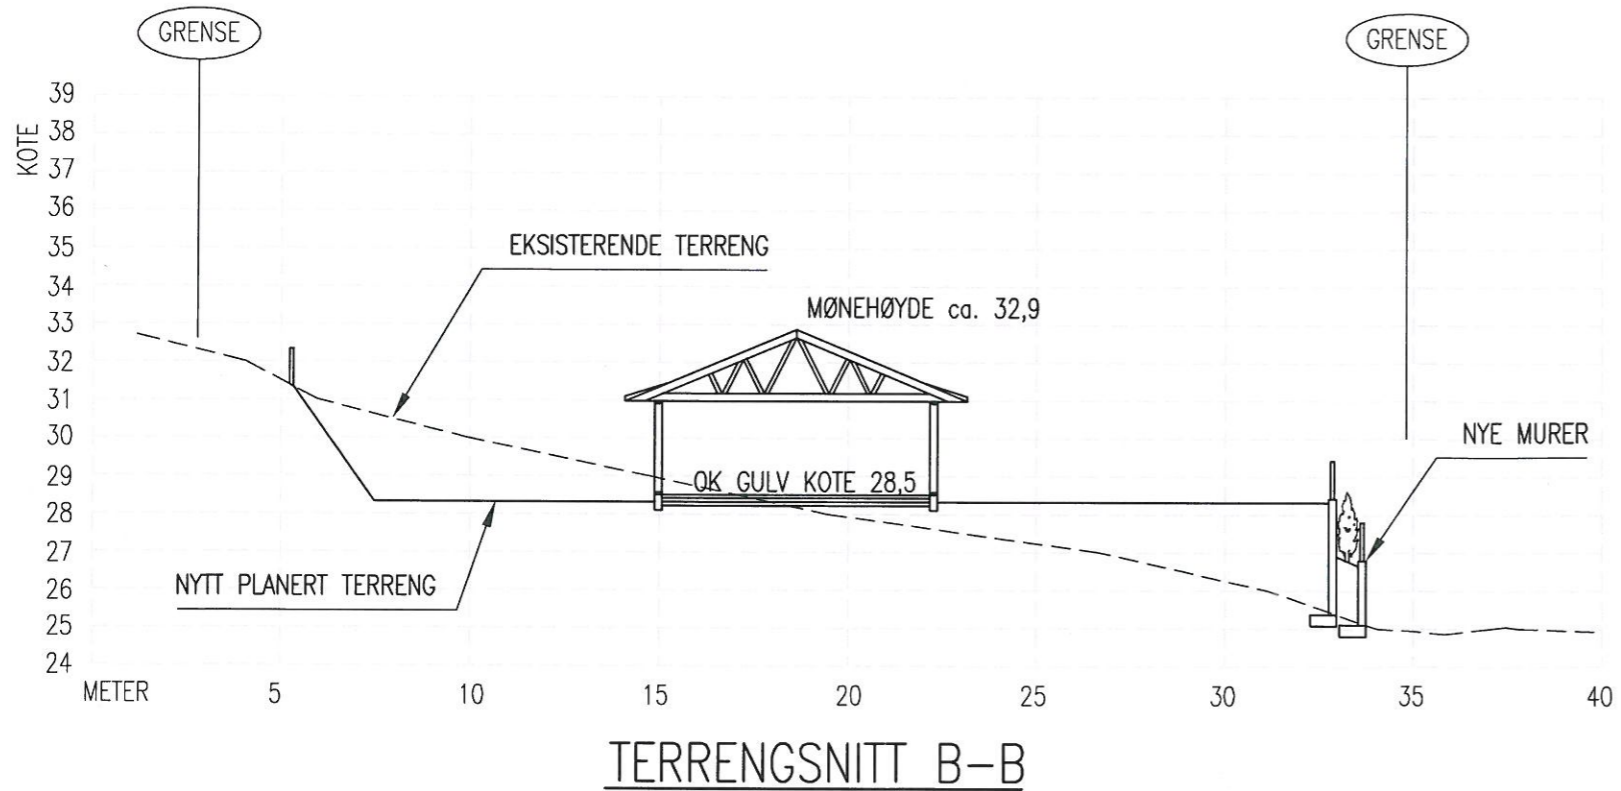 GRENSE
GRENSE
KOTE
39
38
37
36
35
34
33
32
31
30
29
28
27
26
25
24
EKSISTERENDE TERRENG
MØNEHØYDE ca. 32,9
NYE MURER
OK GULV KOTE 28,5
NYTT PLANERT TERRENG
METER 5 10 15 20 25 30 35 40
TERRENGSNITT B-B